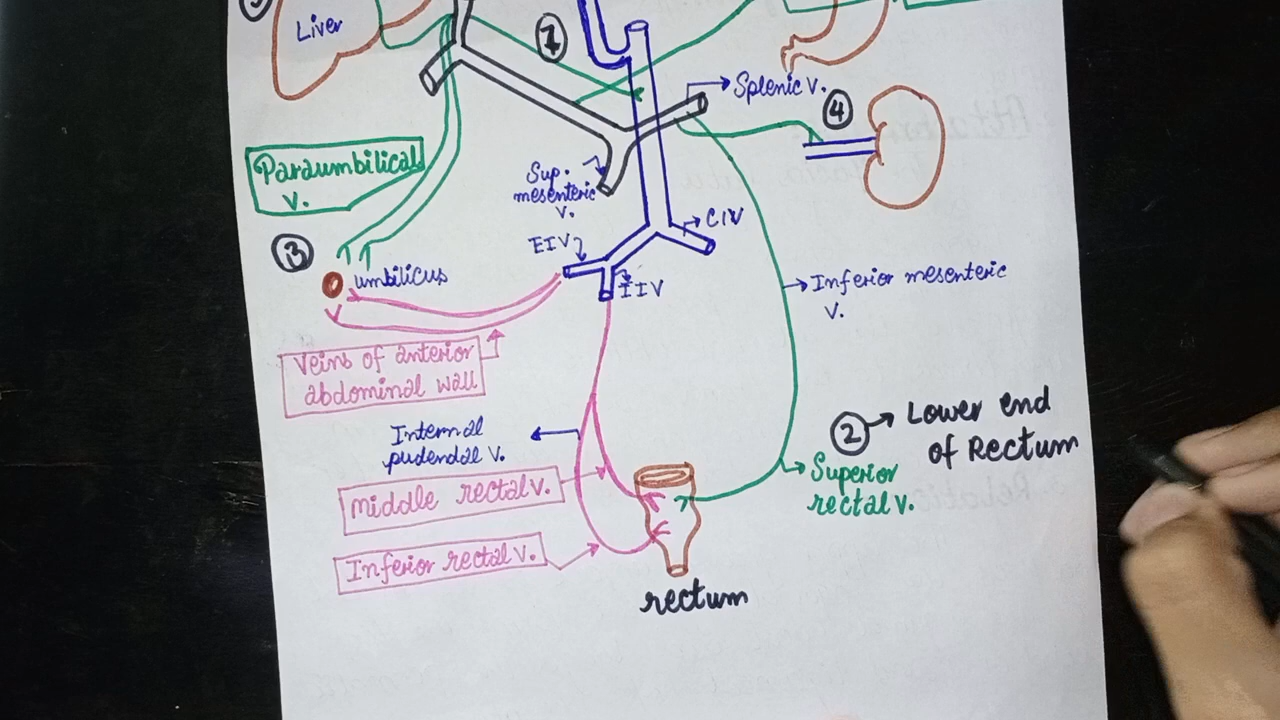 Liver
1
Splenic v.
4
Paraumbilical
v.
Sup.
mesenteric
v.
CIV
EIV
3
umbilicus
IIV
Inferior mesenteric
v.
Veins of anterior
abdominal wall
2 → Lower end
of Rectum
Internal
pudendal v.
Superior
rectal v.
Middle rectal v.
Inferior rectal v.
rectum